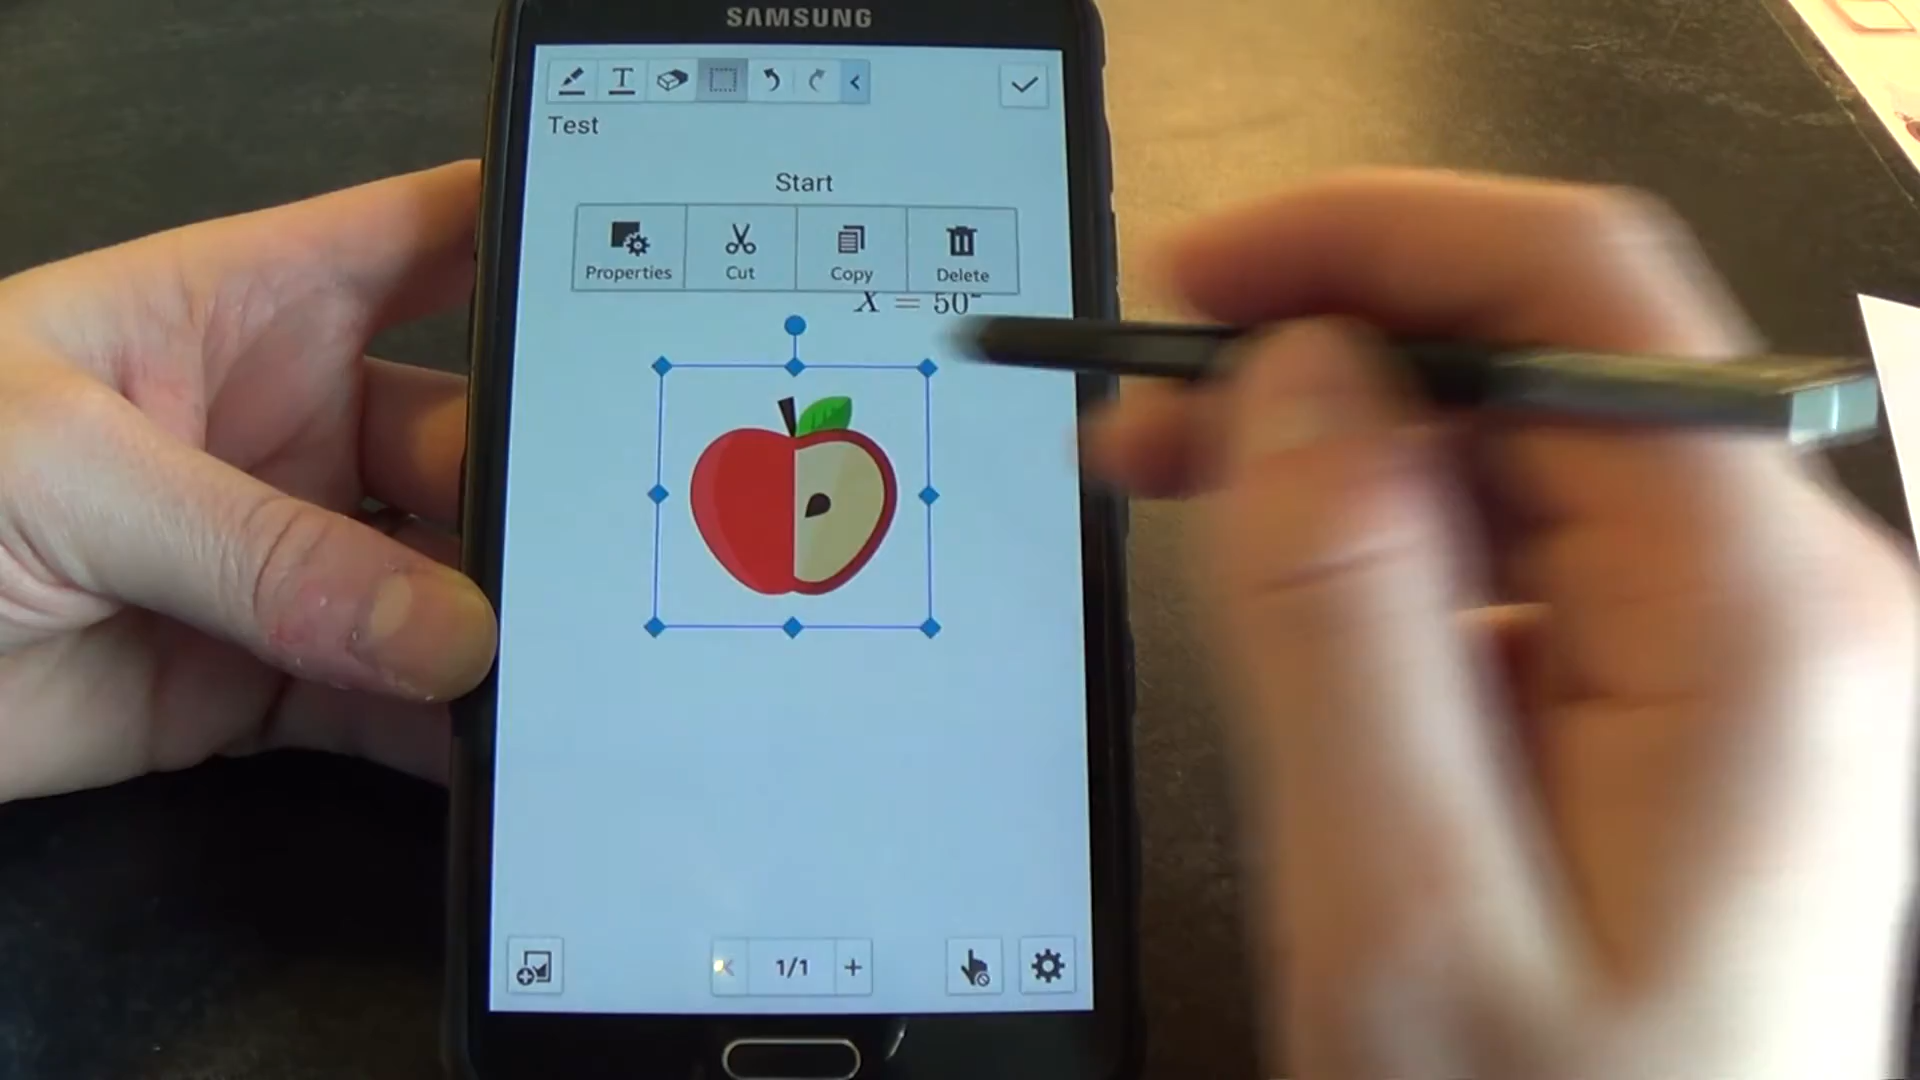 SAMSUNG
T
Test
Start
Properties Cut Copy Delete
X = 50
1/1 +